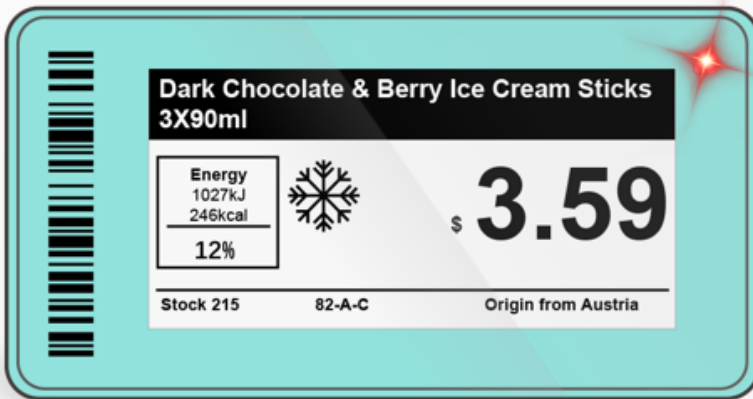 Dark Chocolate & Berry Ice Cream Sticks
3X90ml
Energy
1027kJ
246kcal
12%
$ 3.59
Stock 215 82-A-C Origin from Austria